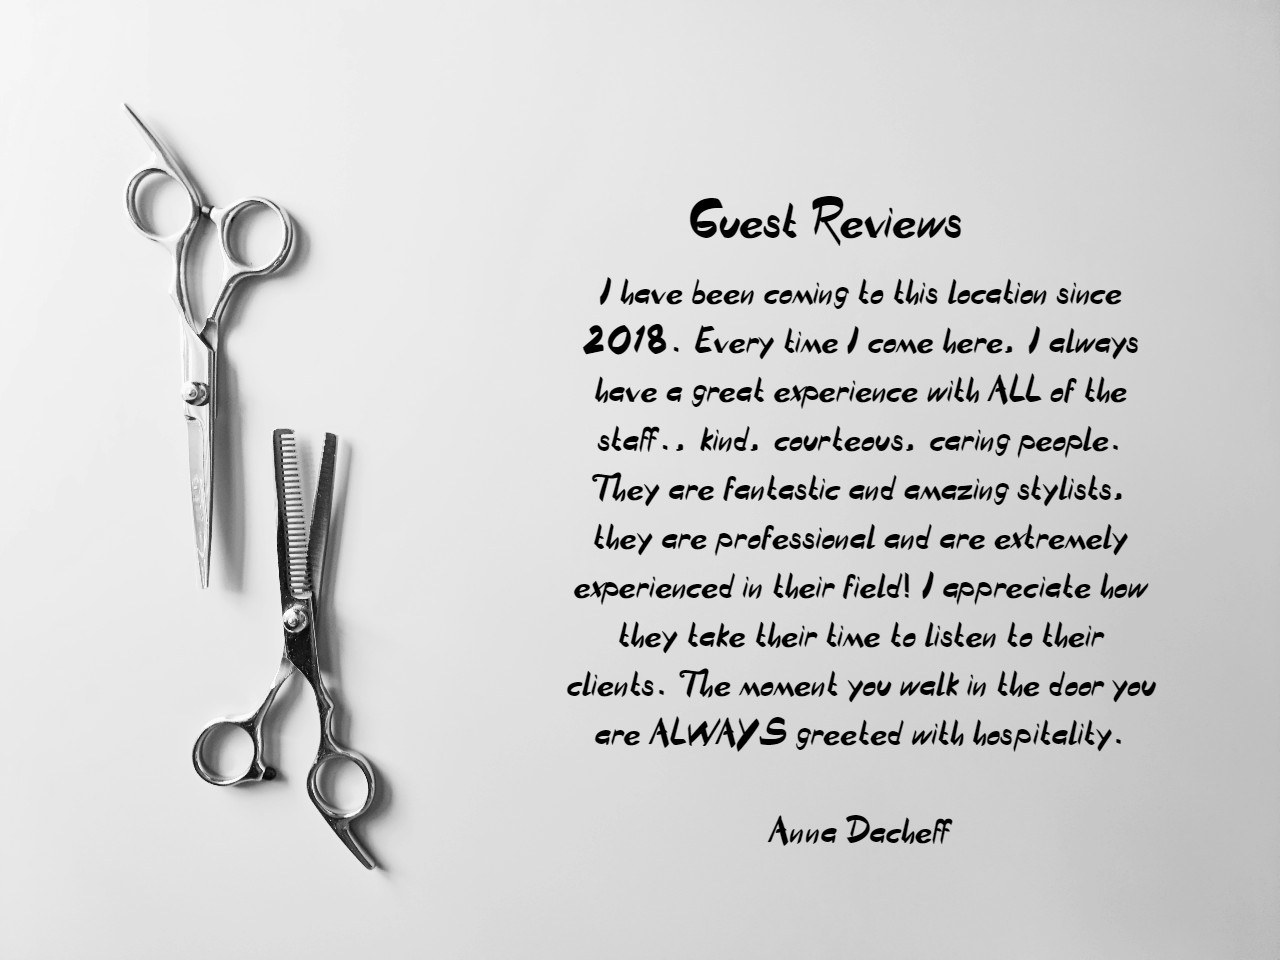 Guest Reviews
I have been coming to this location since
2018. Every time I come here, I always
have a great experience with ALL of the
staff., kind, courteous, caring people.
They are fantastic and amazing stylists,
they are professional and are extremely
experienced in their field! I appreciate how
they take their time to listen to their
clients. The moment you walk in the door you
are ALWAYS greeted with hospitality.
Anna Dacheff